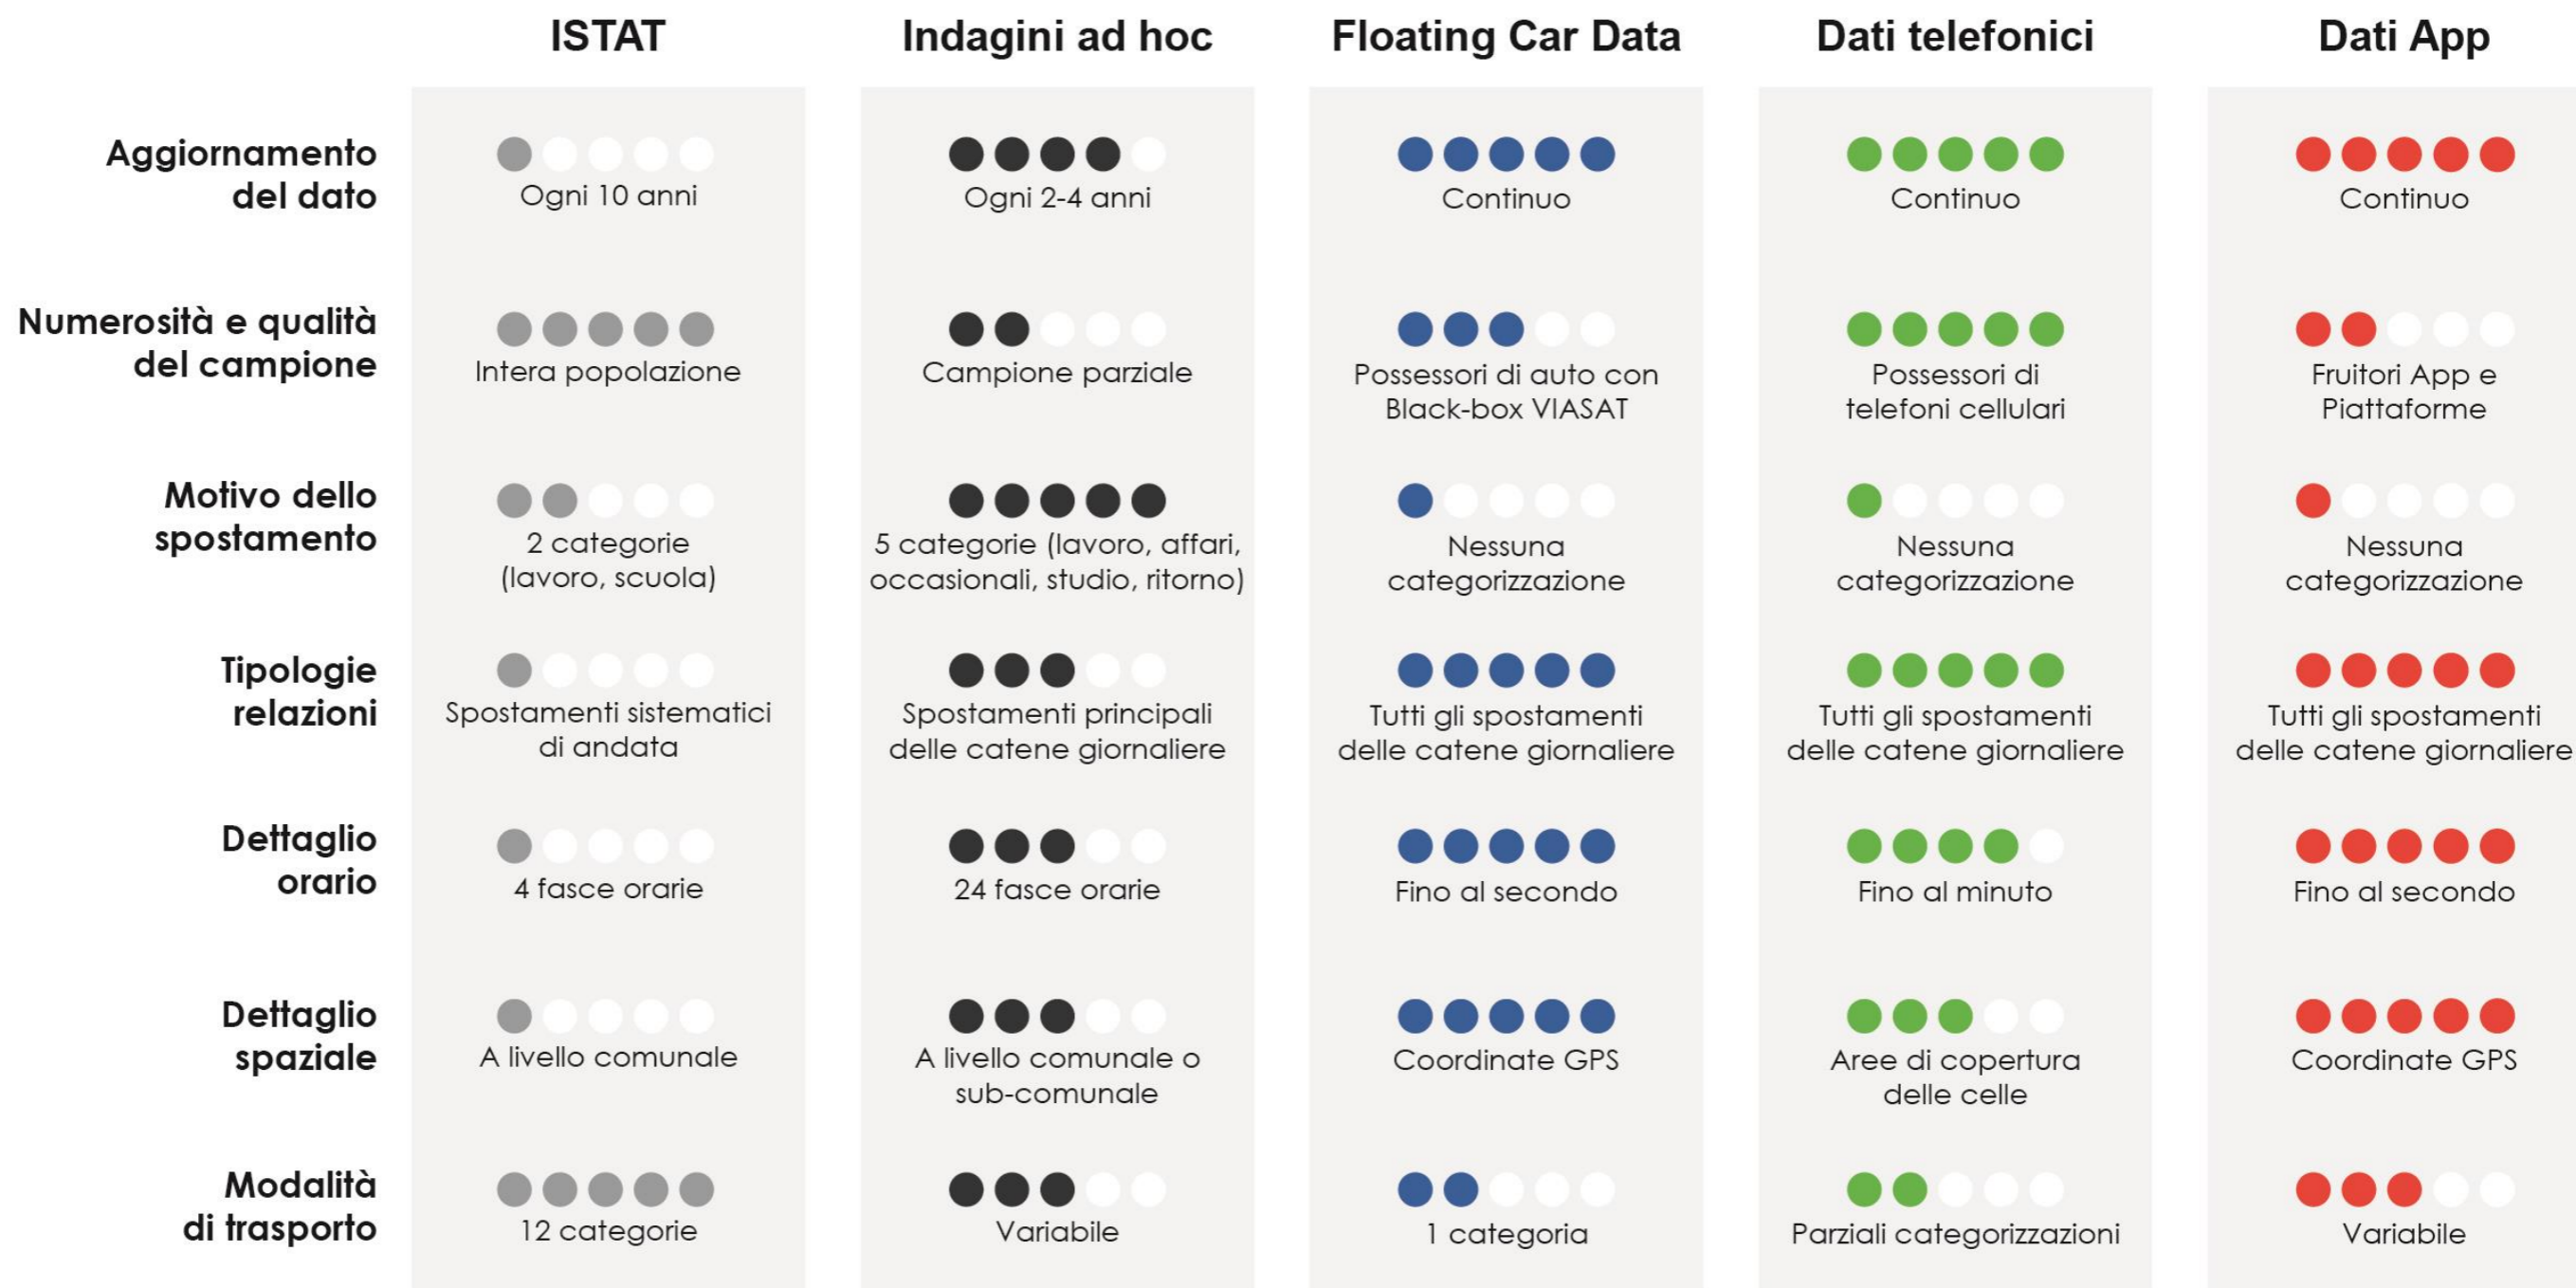 ISTAT
Indagini ad hoc
Floating Car Data
Dati telefonici
Dati App
Aggiornamento
del dato
Ogni 10 anni
Ogni 2-4 anni
Continuo
Continuo
Continuo
Numerosità e qualità
del campione
Intera popolazione
Campione parziale
Possessori di auto con
Black-box VIASAT
Possessori di
telefoni cellulari
Fruitori App e
Piattaforme
Motivo dello
spostamento
2 categorie
(lavoro, scuola)
5 categorie (lavoro, affari,
occasionali, studio, ritorno)
Nessuna
categorizzazione
Nessuna
categorizzazione
Nessuna
categorizzazione
Tipologie
relazioni
Spostamenti sistematici
di andata
Spostamenti principali
delle catene giornaliere
Tutti gli spostamenti
delle catene giornaliere
Tutti gli spostamenti
delle catene giornaliere
Tutti gli spostamenti
delle catene giornaliere
Dettaglio
orario
4 fasce orarie
24 fasce orarie
Fino al secondo
Fino al minuto
Fino al secondo
Dettaglio
spaziale
A livello comunale
A livello comunale o
sub-comunale
Coordinate GPS
Aree di copertura
delle celle
Coordinate GPS
Modalità
di trasporto
12 categorie
Variabile
1 categoria
Parziali categorizzazioni
Variabile